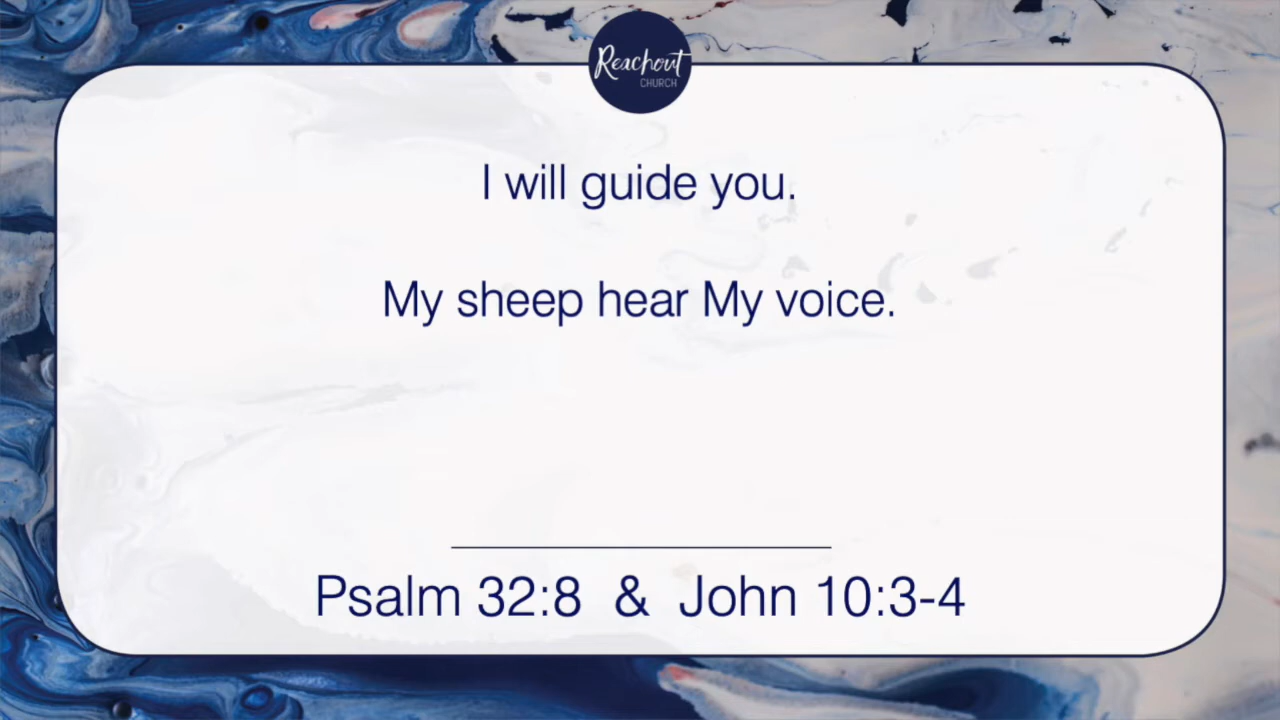 Reachout
CHURCH
I will guide you.
My sheep hear My voice.
Psalm 32:8 & John 10:3-4